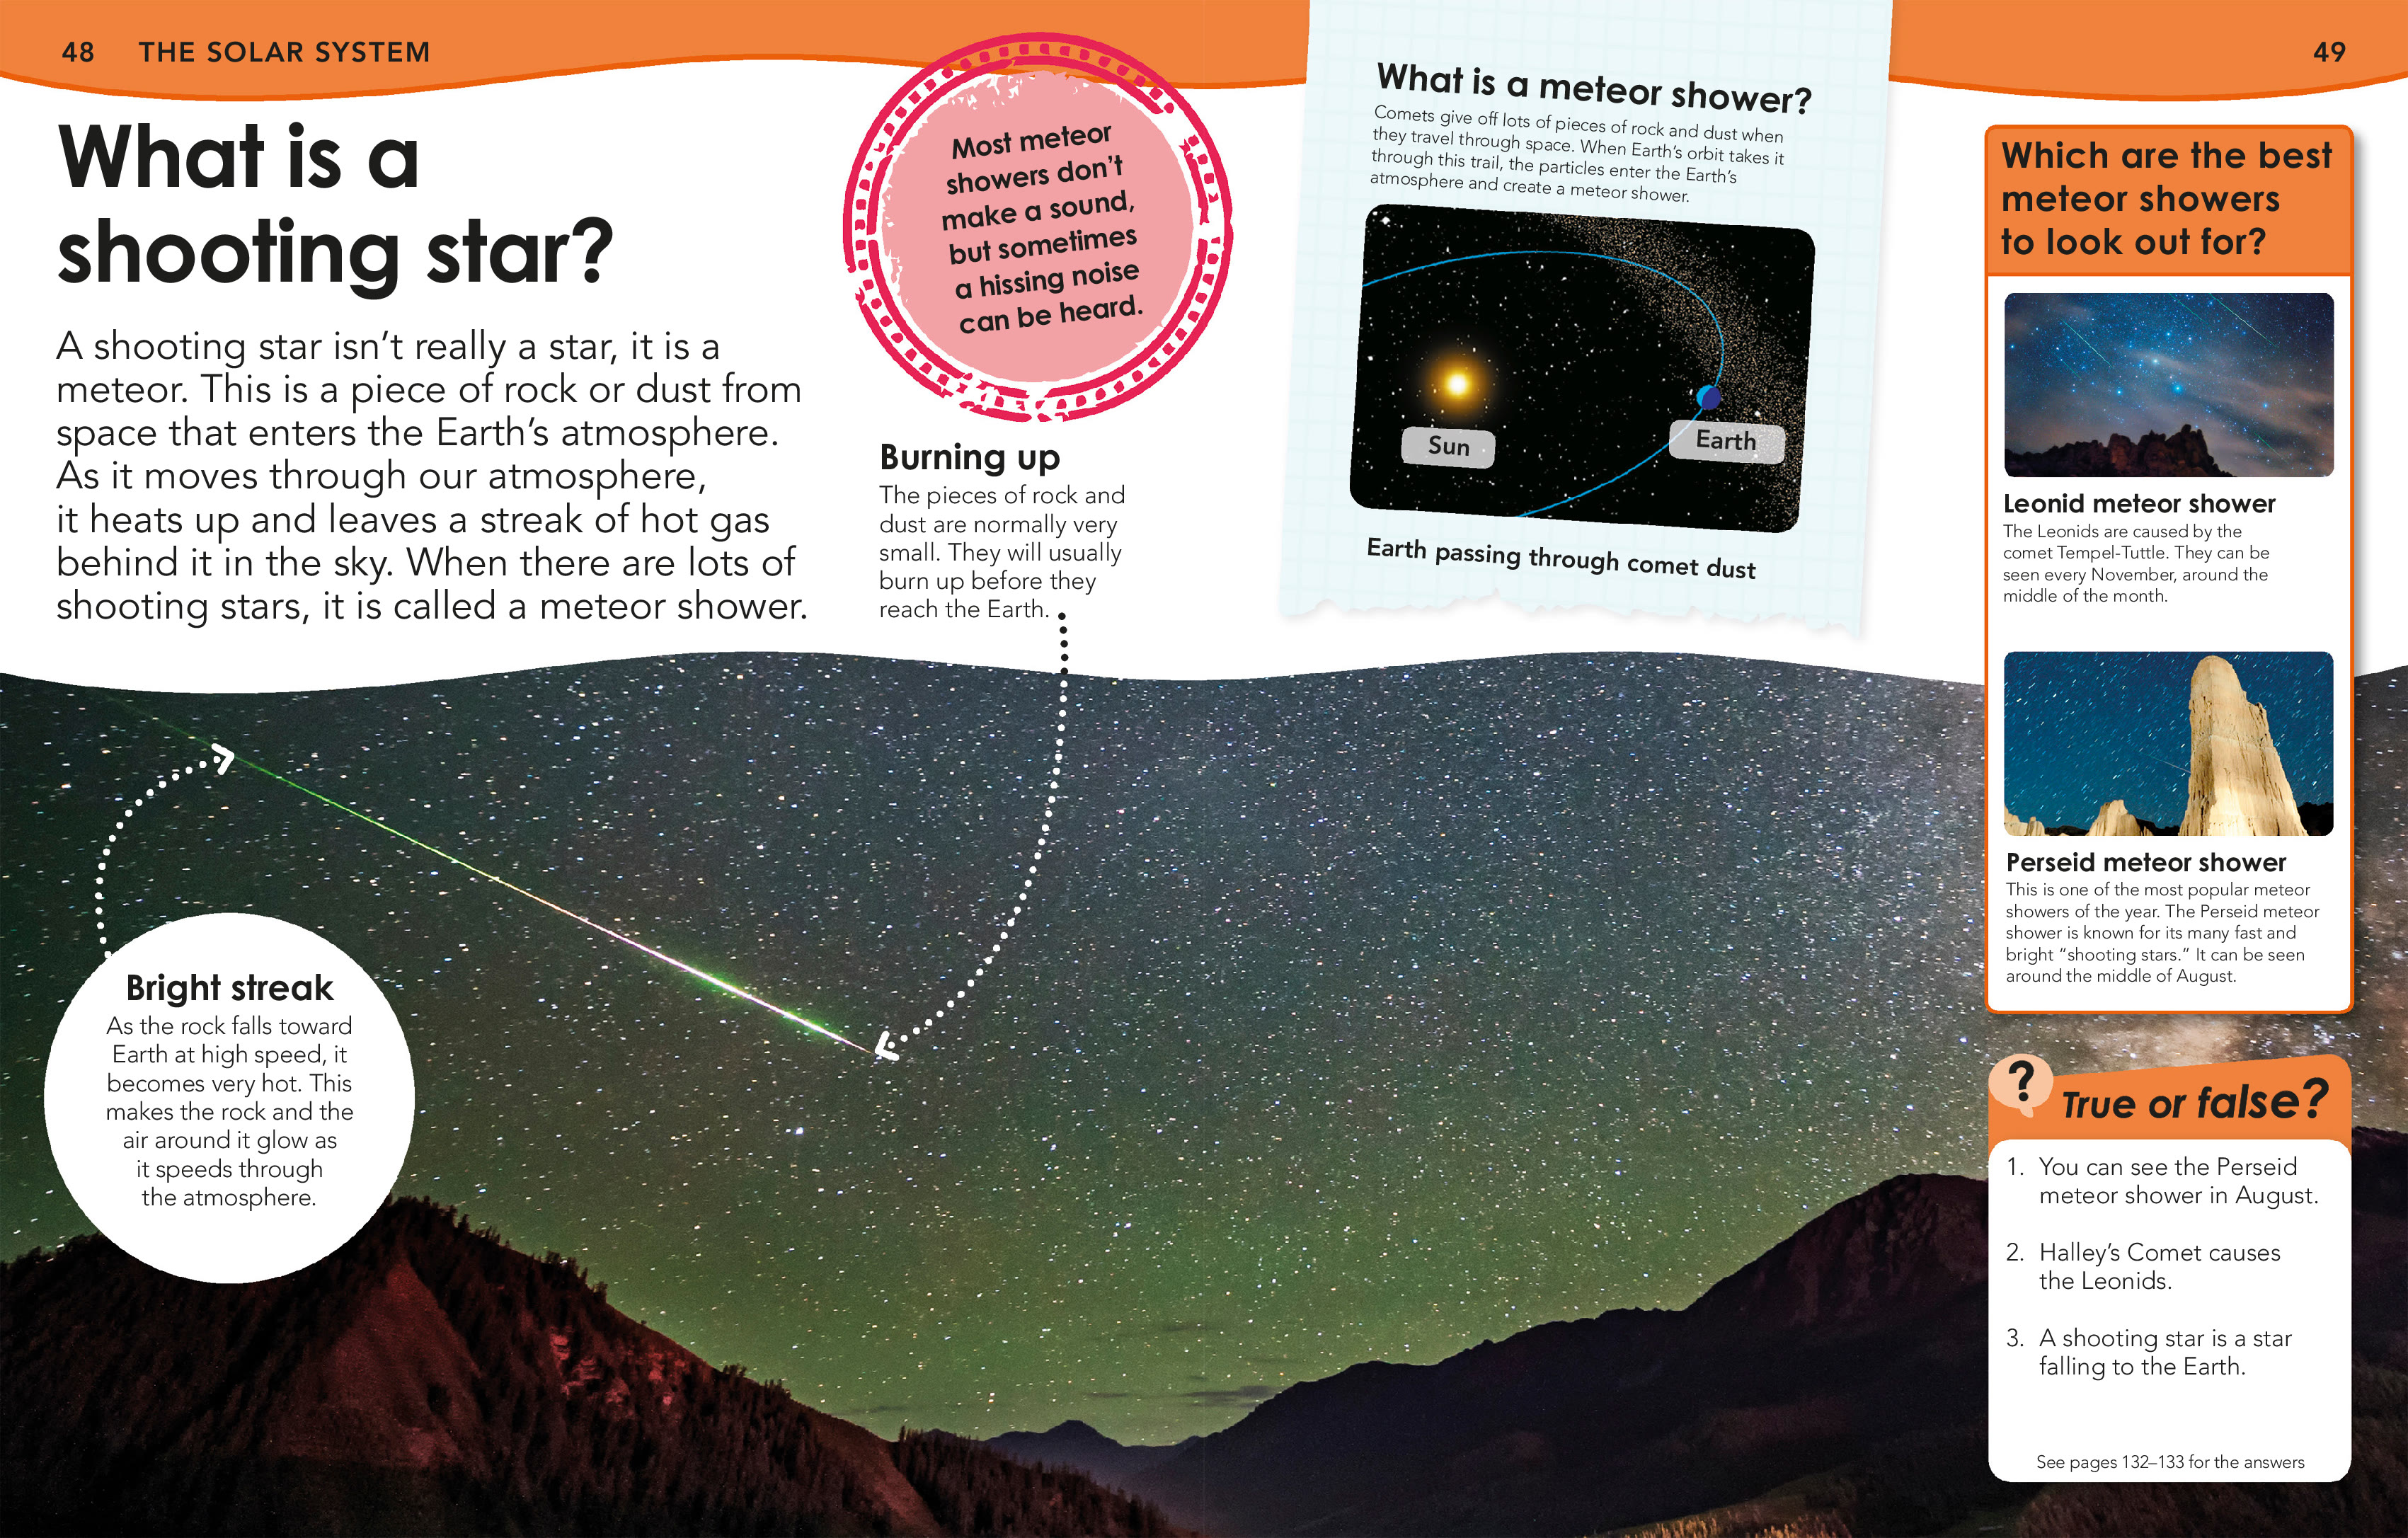 48 THE SOLAR SYSTEM
What is a
shooting star?
A shooting star isn’t really a star, it is a
meteor. This is a piece of rock or dust from
space that enters the Earth’s atmosphere.
As it moves through our atmosphere,
it heats up and leaves a streak of hot gas
behind it in the sky. When there are lots of
shooting stars, it is called a meteor shower.
Most meteor
showers don’t
make a sound,
but sometimes
a hissing noise
can be heard.
Burning up
The pieces of rock and
dust are normally very
small. They will usually
burn up before they
reach the Earth.
Bright streak
As the rock falls toward
Earth at high speed, it
becomes very hot. This
makes the rock and the
air around it glow as
it speeds through
the atmosphere.
What is a meteor shower?
Comets give off lots of pieces of rock and dust when
they travel through space. When Earth’s orbit takes it
through this trail, the particles enter the Earth’s
atmosphere and create a meteor shower.
Sun
Earth
Earth passing through comet dust
49
Which are the best
meteor showers
to look out for?
Leonid meteor shower
The Leonids are caused by the
comet Tempel-Tuttle. They can be
seen every November, around the
middle of the month.
Perseid meteor shower
This is one of the most popular meteor
showers of the year. The Perseid meteor
shower is known for its many fast and
bright “shooting stars.” It can be seen
around the middle of August.
?
True or false?
1. You can see the Perseid
meteor shower in August.
2. Halley’s Comet causes
the Leonids.
3. A shooting star is a star
falling to the Earth.
See pages 132–133 for the answers